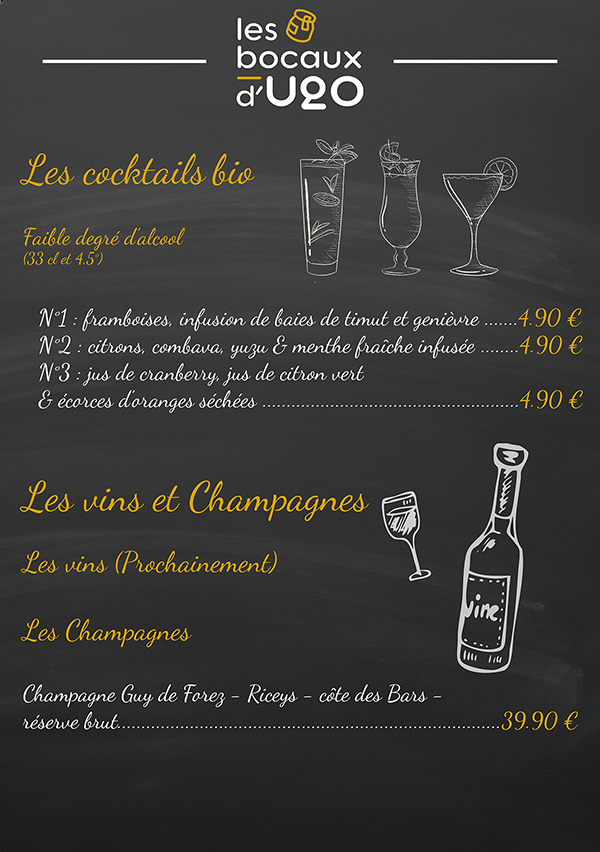 les
bocaux
d'Ugo
Les cocktails bio
Faible degré d'alcool
(33 cl et 4.5°)
N°1 : framboises, infusion de baies de timut et genièvre .......4.90 €
N°2 : citrons, combava, yuzu & menthe fraîche infusée ........4.90 €
N°3 : jus de cranberry, jus de citron vert
& écorces d'oranges séchées ..................................................4.90 €
Les vins et Champagnes
Les vins (Prochainement)
vine
Les Champagnes
Champagne Guy de Forez - Riceys - côte des Bars -
réserve brut..........................................................................39.90 €